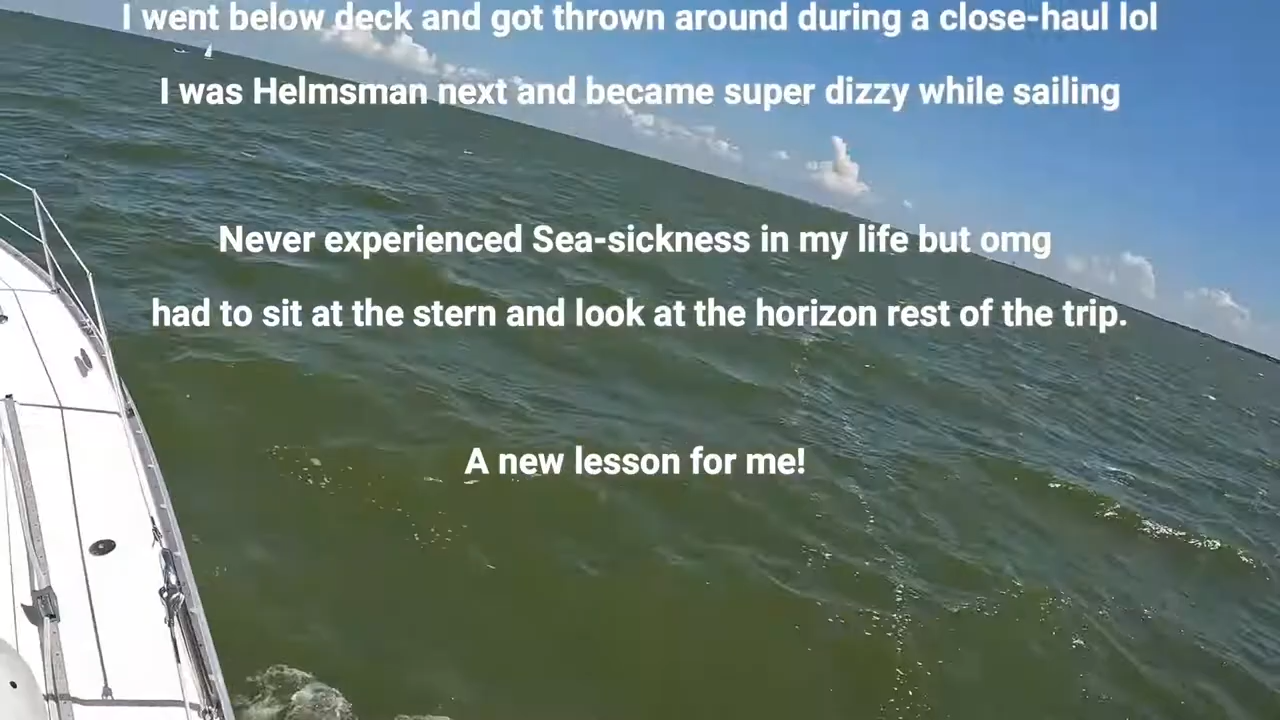 I went below deck and got thrown around during a close-haul lol
I was Helmsman next and became super dizzy while sailing
Never experienced Sea-sickness in my life but omg
had to sit at the stern and look at the horizon rest of the trip.
A new lesson for me!